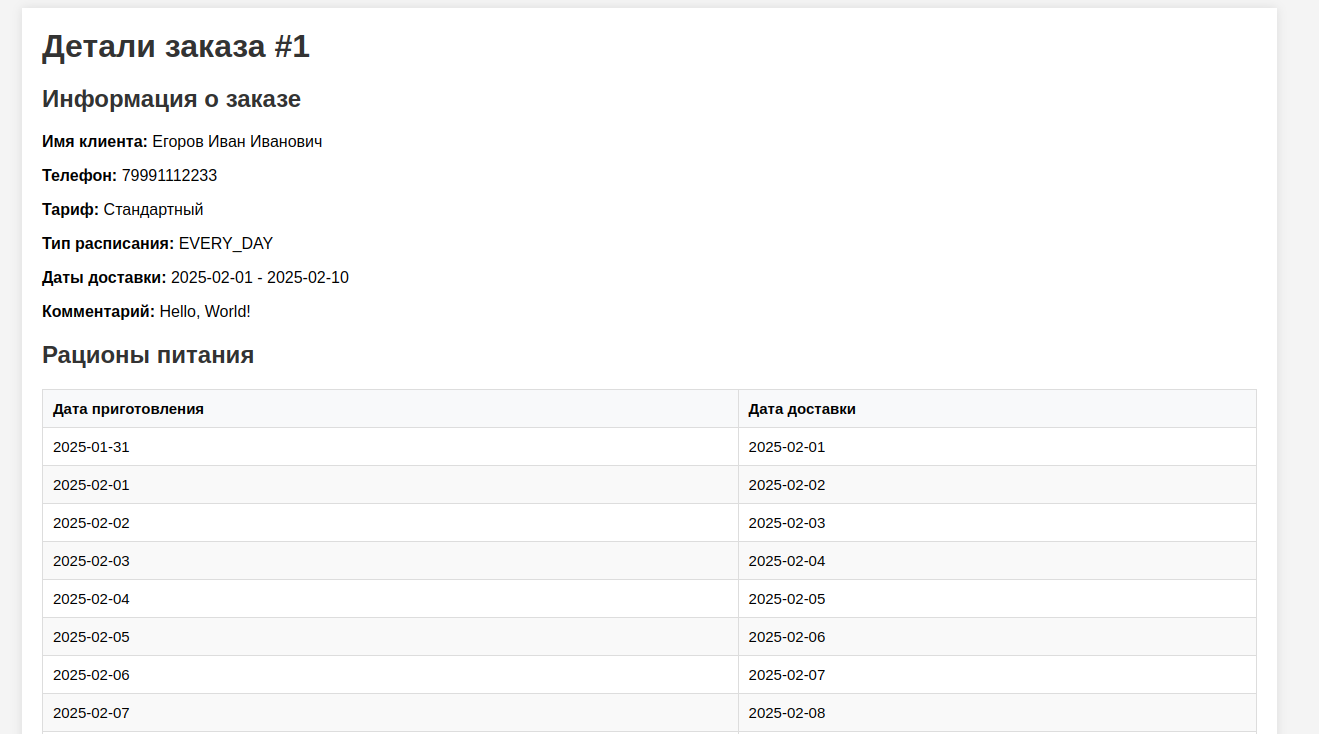 Детали заказа #1
Информация о заказе
Имя клиента: Егоров Иван Иванович
Телефон: 79991112233
Тариф: Стандартный
Тип расписания: EVERY_DAY
Даты доставки: 2025-02-01 - 2025-02-10
Комментарий: Hello, World!
Рационы питания
Дата приготовления Дата доставки
2025-01-31 2025-02-01
2025-02-01 2025-02-02
2025-02-02 2025-02-03
2025-02-03 2025-02-04
2025-02-04 2025-02-05
2025-02-05 2025-02-06
2025-02-06 2025-02-07
2025-02-07 2025-02-08